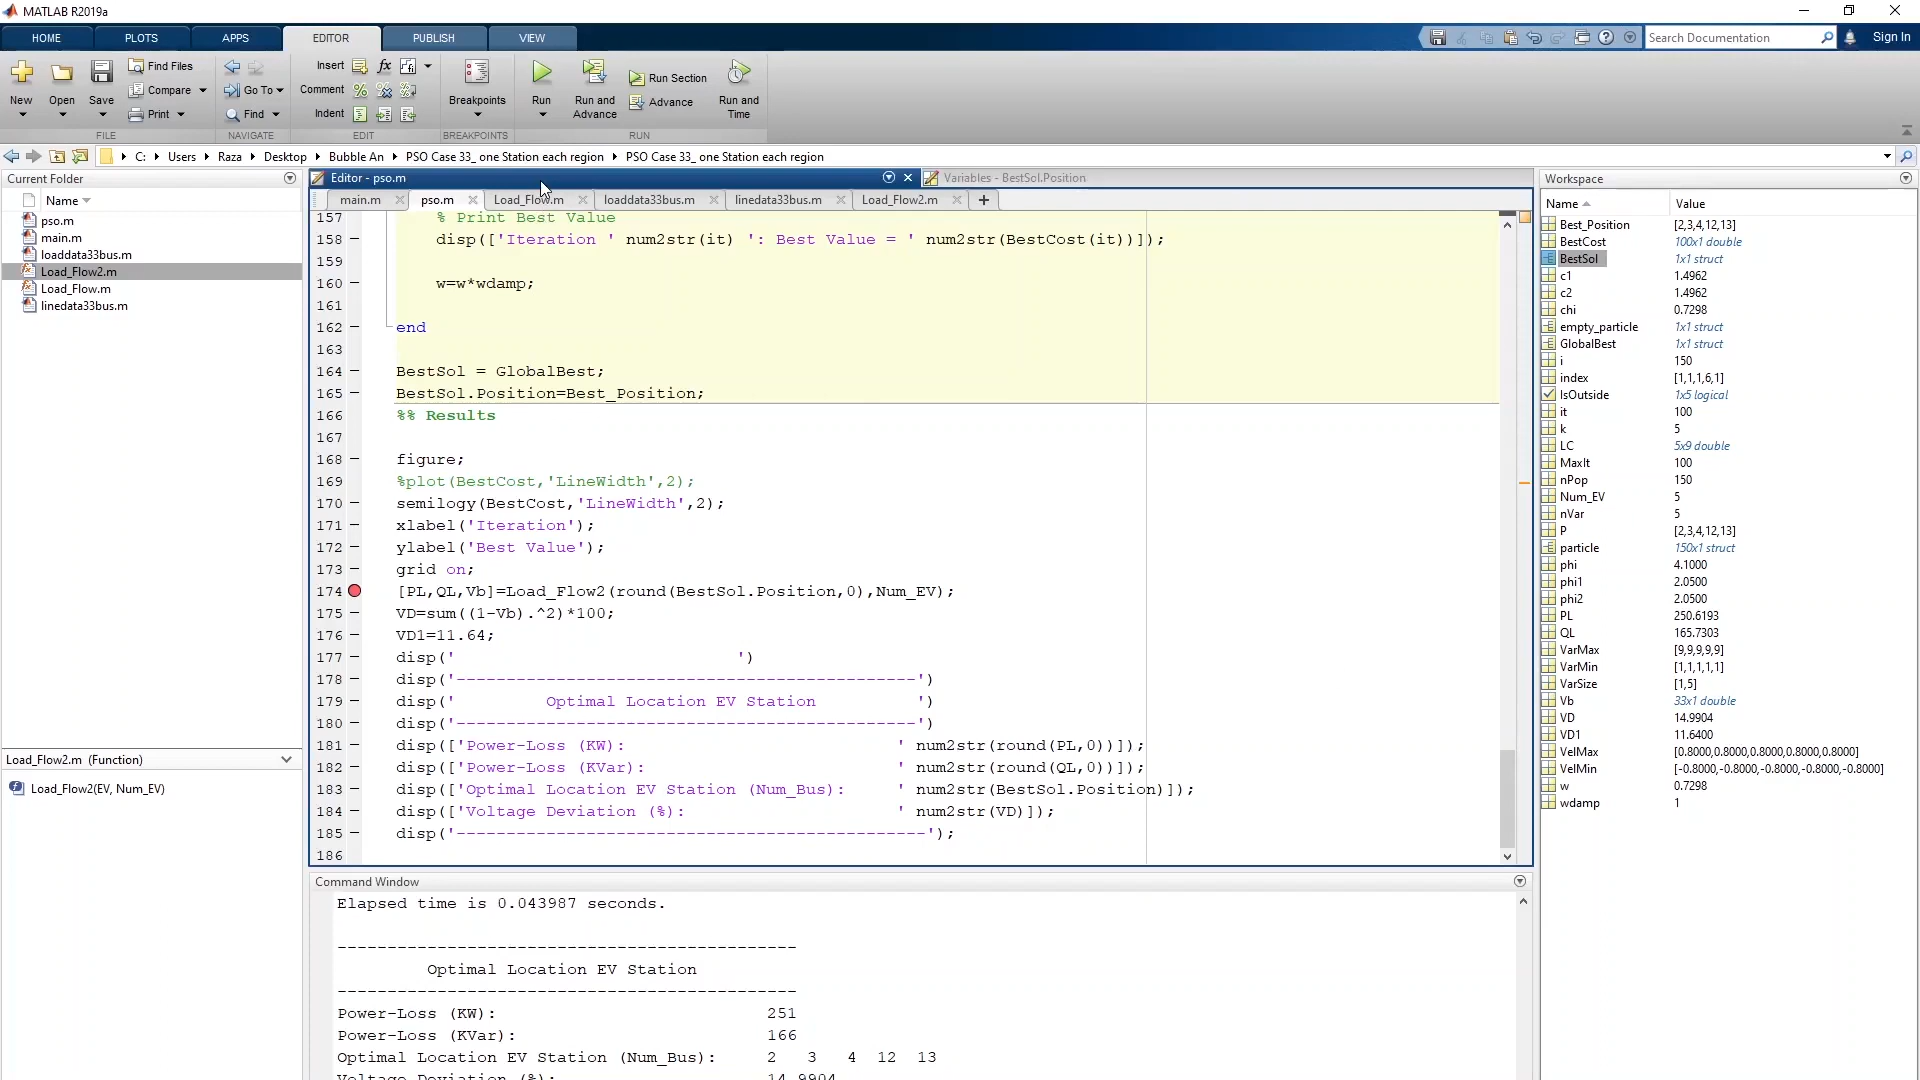 MATLAB R2019a
HOME PLOTS APPS EDITOR PUBLISH VIEW
Search Documentation
Sign In
New
Open
Save
Find Files
Compare
Print
Go To
Find
Insert
Comment
Indent
fx
Breakpoints
Run
Run and Advance
Run Section
Advance
Run and Time
FILE NAVIGATE EDIT BREAKPOINTS RUN
C: Users Raza Desktop Bubble An PSO Case 33_ one Station each region PSO Case 33_ one Station each region
Current Folder
Name
pso.m
main.m
loaddata33bus.m
Load_Flow2.m
Load_Flow.m
linedata33bus.m
Load_Flow2.m (Function)
Load_Flow2(EV, Num_EV)
Editor - pso.m
Variables - BestSol.Position
main.m pso.m Load_Flow.m loaddata33bus.m linedata33bus.m Load_Flow2.m
157 % Print Best Value
158 disp(['Iteration ' num2str(it) ': Best Value = ' num2str(BestCost(it))]);
159
160 w=w*wdamp;
161
162 end
163
164 BestSol = GlobalBest;
165 BestSol.Position=Best_Position;
166 %% Results
167
168 figure;
169 %plot(BestCost,'LineWidth',2);
170 semilogy(BestCost,'LineWidth',2);
171 xlabel('Iteration');
172 ylabel('Best Value');
173 grid on;
174 [PL,QL,Vb]=Load_Flow2(round(BestSol.Position,0),Num_EV);
175 VD=sum((1-Vb).^2)*100;
176 VD1=11.64;
177 disp(' ')
178 disp('----------------------------------------------')
179 disp(' Optimal Location EV Station ')
180 disp('----------------------------------------------')
181 disp(['Power-Loss (KW): ' num2str(round(PL,0))]);
182 disp(['Power-Loss (KVar): ' num2str(round(QL,0))]);
183 disp(['Optimal Location EV Station (Num_Bus): ' num2str(BestSol.Position)]);
184 disp(['Voltage Deviation (%): ' num2str(VD)]);
185 disp('-----------------------------------------------');
186
Command Window
Elapsed time is 0.043987 seconds.
----------------------------------------------
Optimal Location EV Station
----------------------------------------------
Power-Loss (KW): 251
Power-Loss (KVar): 166
Optimal Location EV Station (Num_Bus): 2 3 4 12 13
Voltage Deviation (%): 14.9904
Workspace
Name Value
Best_Position [2,3,4,12,13]
BestCost 100x1 double
BestSol 1x1 struct
c1 1.4962
c2 1.4962
chi 0.7298
empty_particle 1x1 struct
GlobalBest 1x1 struct
i 150
index [1,1,1,6,1]
IsOutside 1x5 logical
it 100
k 5
LC 5x9 double
MaxIt 100
nPop 150
Num_EV 5
nVar 5
P [2,3,4,12,13]
particle 150x1 struct
phi 4.1000
phi1 2.0500
phi2 2.0500
PL 250.6193
QL 165.7303
VarMax [9,9,9,9,9]
VarMin [1,1,1,1,1]
VarSize [1,5]
Vb 33x1 double
VD 14.9904
VD1 11.6400
VelMax [0.8000,0.8000,0.8000,0.8000,0.8000]
VelMin [-0.8000,-0.8000,-0.8000,-0.8000,-0.8000]
w 0.7298
wdamp 1